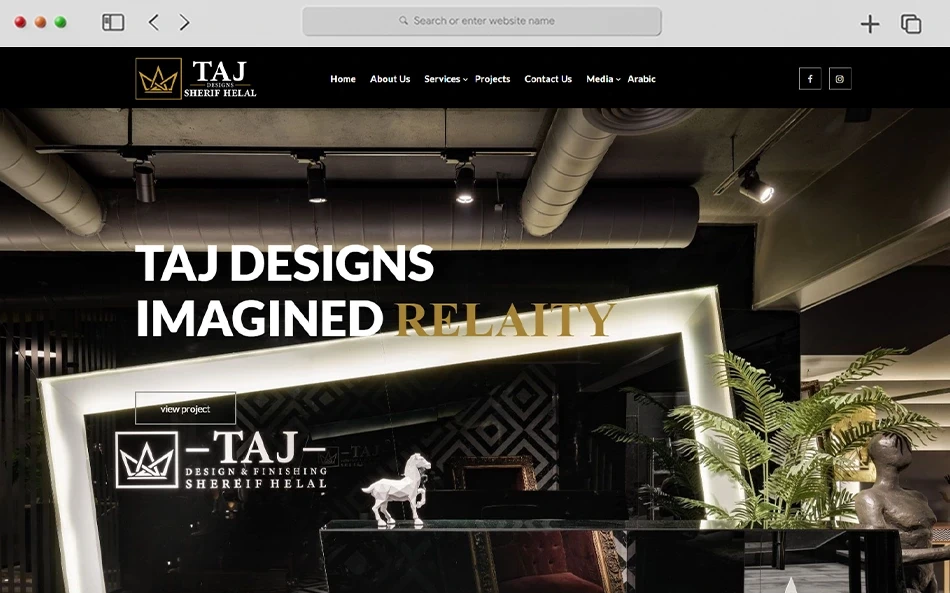 Search or enter website name
TAJ
DESIGNS
SHERIF HELAL
Home About Us Services Projects Contact Us Media Arabic
TAJ DESIGNS
IMAGINED RELAITY
view project
–TAJ–
DESIGN & FINISHING
SHEREIF HELAL